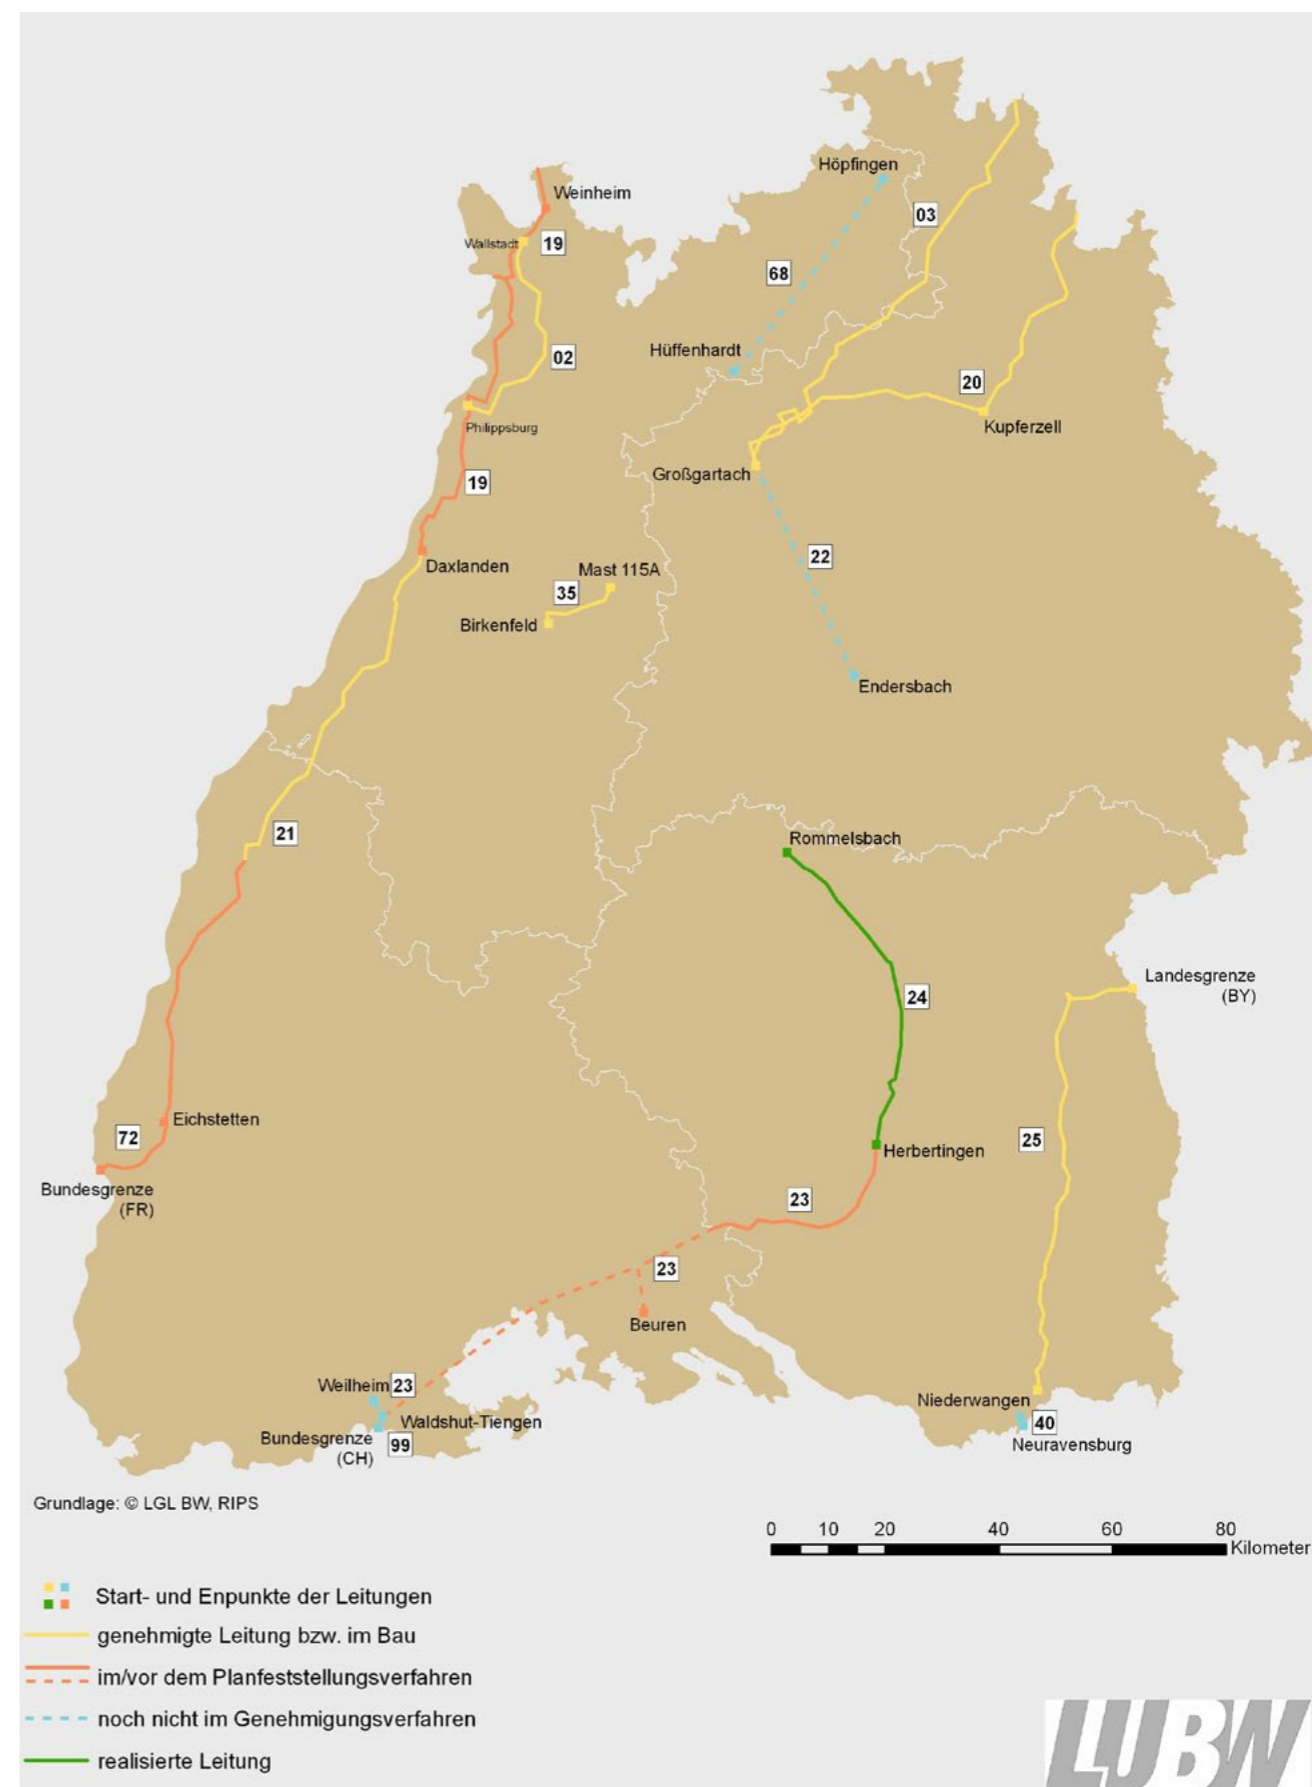 Höpfingen
Weinheim
03
Wallstadt
19
68
Hüffenhardt
02
20
Philippsburg
Kupferzell
Großgartach
19
22
Daxlanden
Mast 115A
35
Birkenfeld
Endersbach
21
Rommelsbach
Landesgrenze
(BY)
24
Eichstetten
72
25
Herbertingen
Bundesgrenze
(FR)
23
23
Beuren
Weilheim
23
Niederwangen
Waldshut-Tiengen
40
Bundesgrenze
(CH)
99
Neuravensburg
Grundlage: © LGL BW, RIPS
0 10 20 40 60 80
Kilometer
Start- und Enpunkte der Leitungen
genehmigte Leitung bzw. im Bau
im/vor dem Planfeststellungsverfahren
noch nicht im Genehmigungsverfahren
realisierte Leitung
LUBW